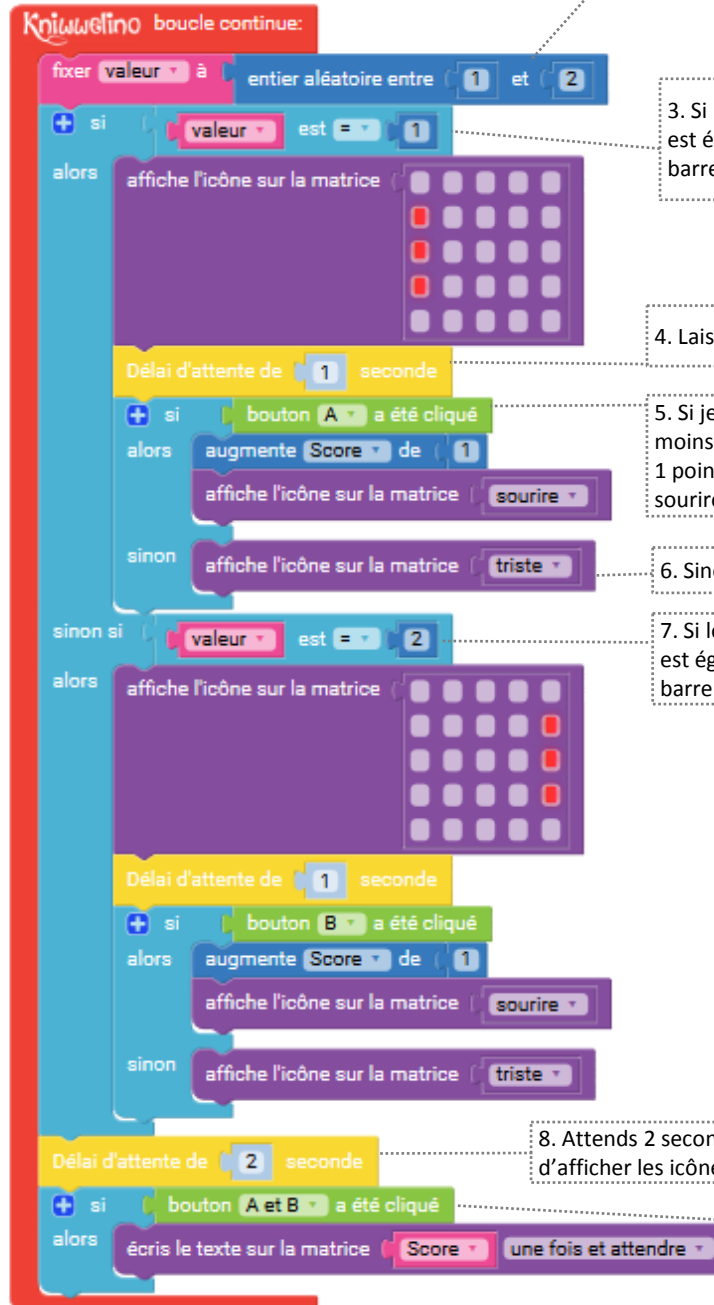 Kniwwelino boucle continue:
fixer valeur à entier aléatoire entre 1 et 2
si valeur est = 1
3. Si
est é
barre
alors affiche l'icône sur la matrice
Délai d'attente de 1 seconde
4. Lais
si bouton A a été cliqué
alors augmente Score de 1
affiche l'icône sur la matrice sourire
5. Si je
moins
1 poin
sourire
sinon affiche l'icône sur la matrice triste
6. Sino
sinon si valeur est = 2
7. Si le
est ég
barre
alors affiche l'icône sur la matrice
Délai d'attente de 1 seconde
si bouton B a été cliqué
alors augmente Score de 1
affiche l'icône sur la matrice sourire
sinon affiche l'icône sur la matrice triste
Délai d'attente de 2 seconde
8. Attends 2 secon
d'afficher les icône
si bouton A et B a été cliqué
alors écris le texte sur la matrice Score une fois et attendre